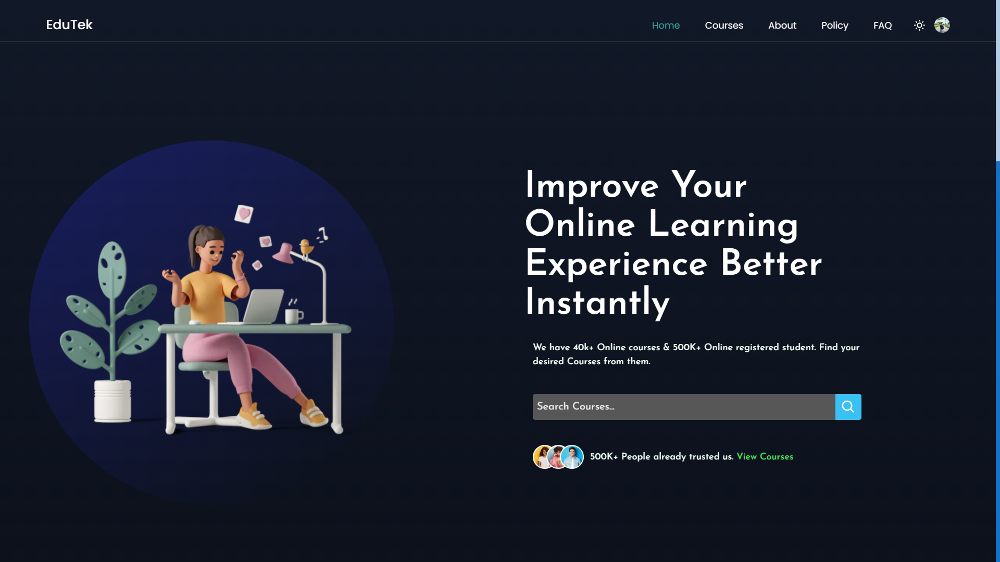 EduTek
Home
Courses
About
Policy
FAQ
Improve Your
Online Learning
Experience Better
Instantly
We have 40k+ Online courses & 500K+ Online registered student. Find your
desired Courses from them.
Search Courses...
500K+ People already trusted us. View Courses